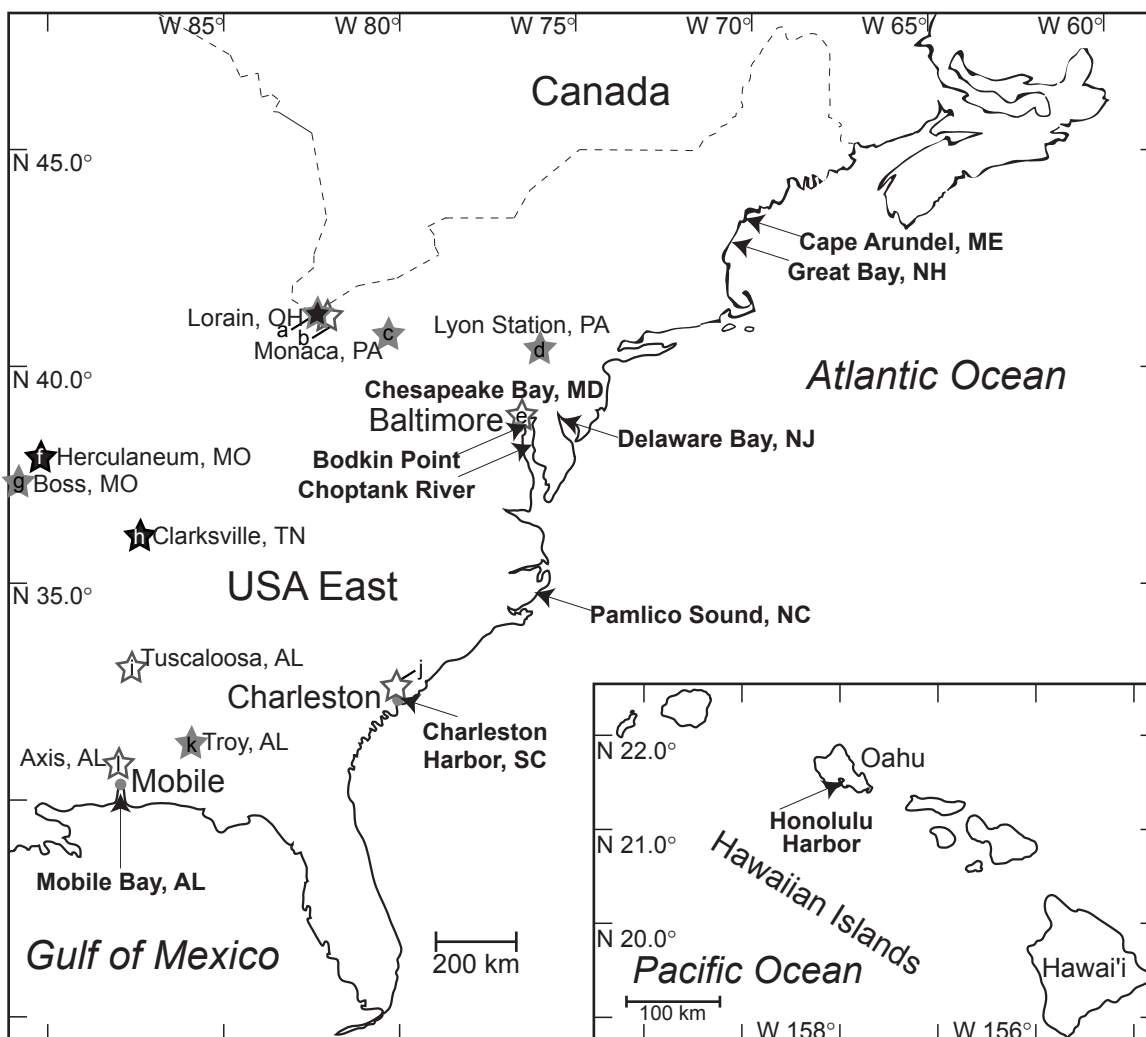 W 85°
W 80°
W 75°
W 70°
W 65°
W 60°
Canada
N 45.0°
Cape Arundel, ME
Great Bay, NH
Lorain, OH
a
b
Monaca, PA
c
Lyon Station, PA
d
N 40.0°
Atlantic Ocean
Chesapeake Bay, MD
Baltimore
e
Delaware Bay, NJ
Bodkin Point
Choptank River
f
Herculaneum, MO
g
Boss, MO
h
Clarksville, TN
USA East
N 35.0°
Pamlico Sound, NC
i
Tuscaloosa, AL
j
Charleston
Charleston
Harbor, SC
k
Troy, AL
Axis, AL
l
Mobile
Mobile Bay, AL
Gulf of Mexico
200 km
N 22.0°
Oahu
Honolulu
Harbor
N 21.0°
Hawaiian Islands
N 20.0°
Pacific Ocean
Hawai'i
100 km
W 158°
W 156°